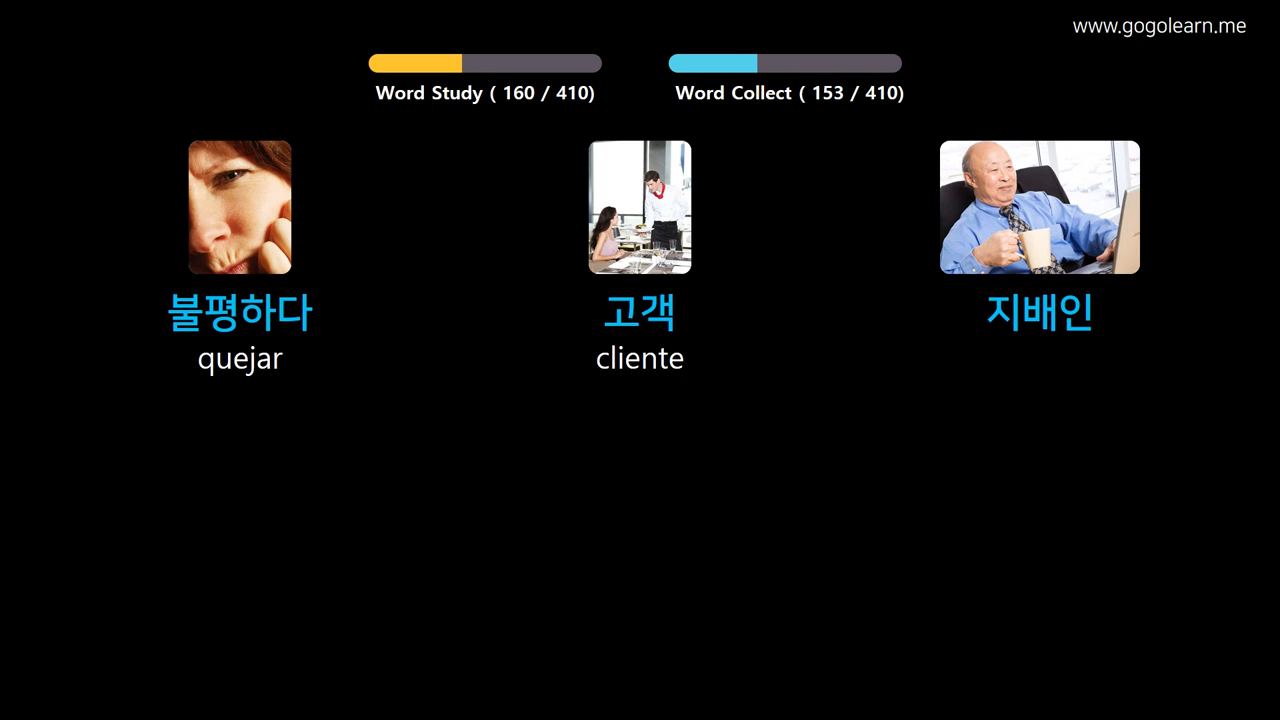 www.gogolearn.me
Word Study ( 160 / 410)
Word Collect ( 153 / 410)
불평하다
고객
지배인
quejar
cliente